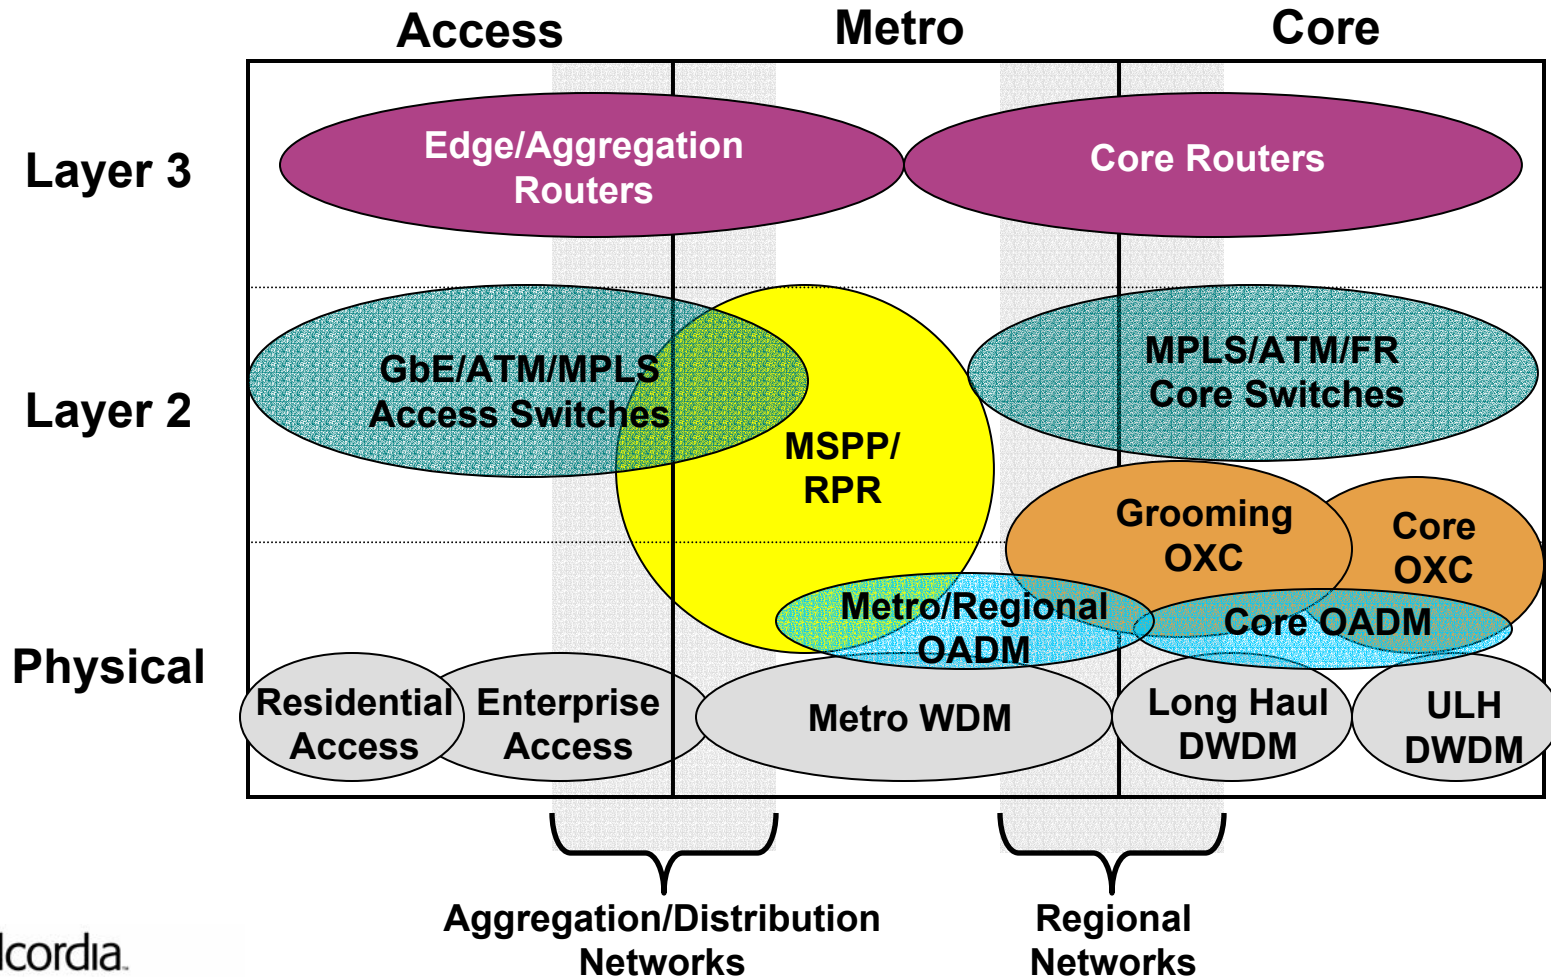 Access
Metro
Core
Layer 3
Edge/Aggregation
Routers
Core Routers
Layer 2
GbE/ATM/MPLS
Access Switches
MSPP/
RPR
MPLS/ATM/FR
Core Switches
Grooming
OXC
Core
OXC
Physical
Metro/Regional
OADM
Core OADM
Residential
Access
Enterprise
Access
Metro WDM
Long Haul
DWDM
ULH
DWDM
Aggregation/Distribution
Networks
Regional
Networks
lcordia